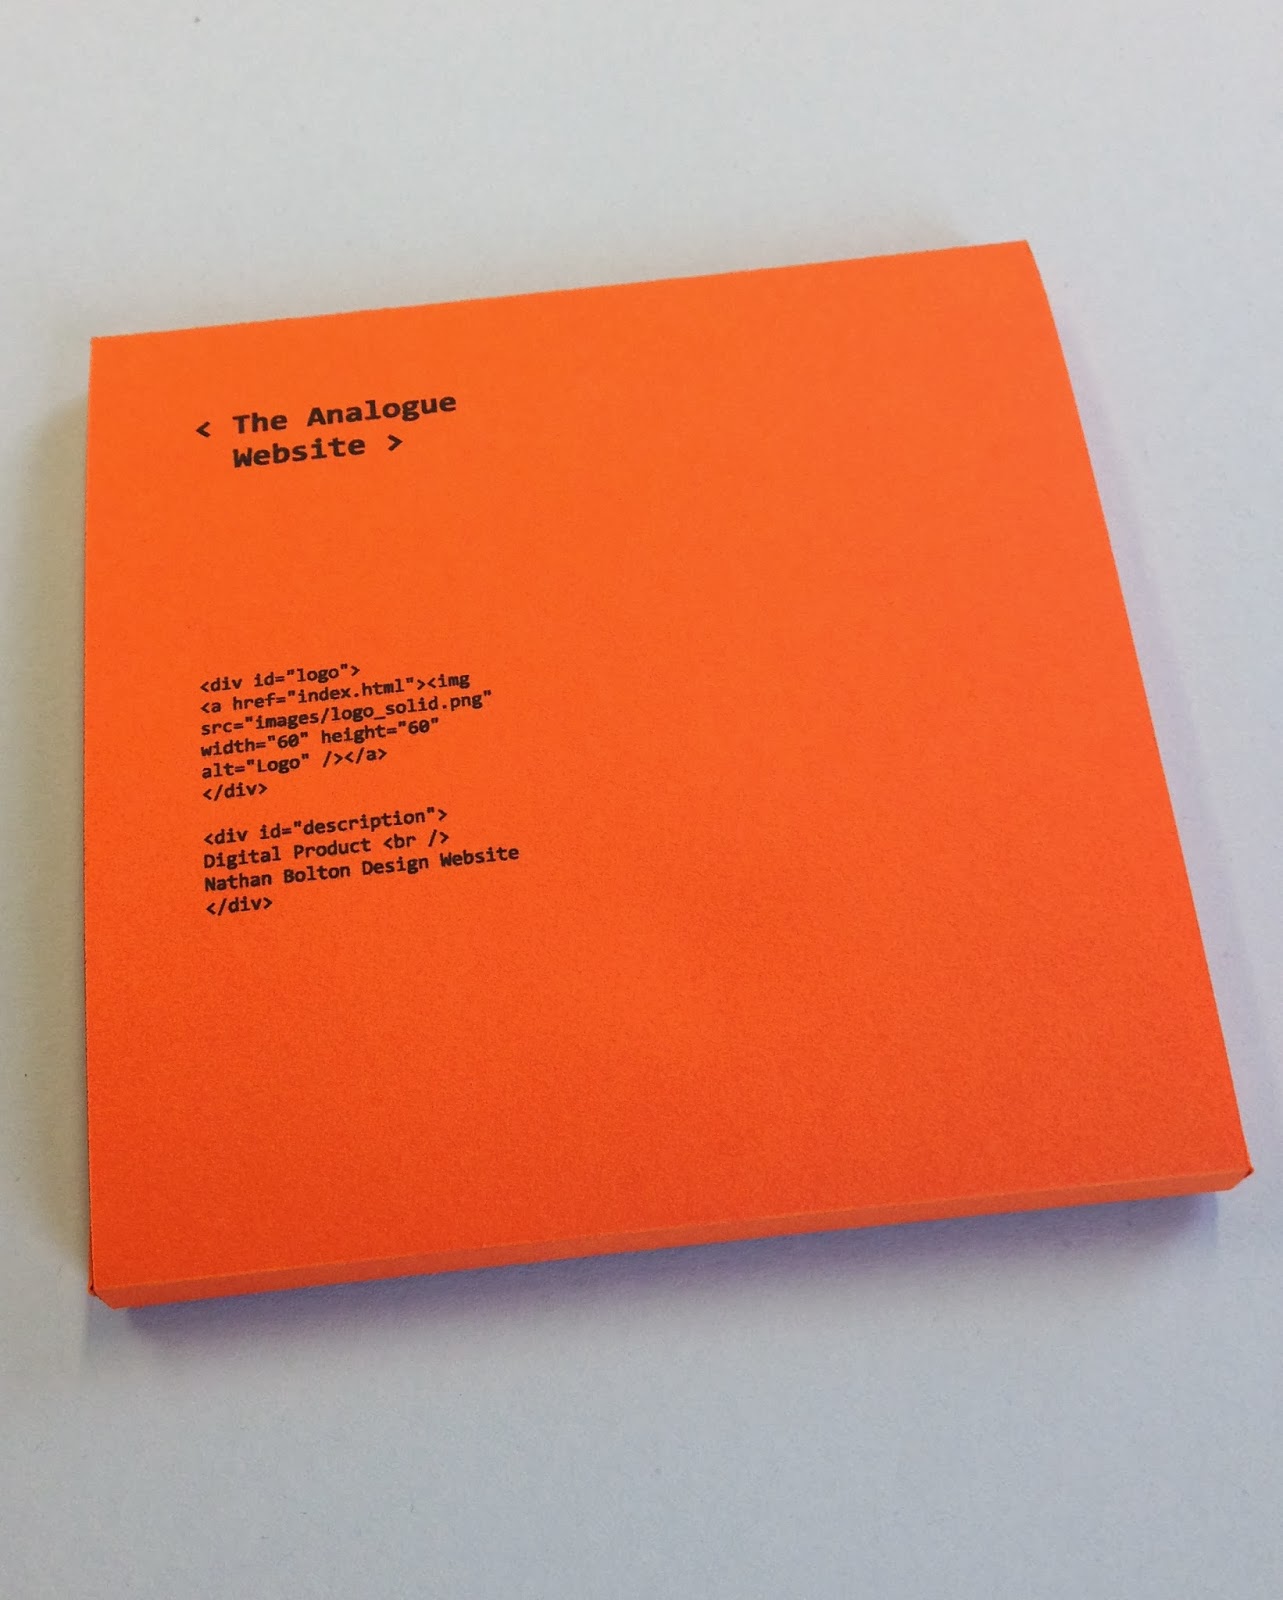 < The Analogue
Website >
<div id="logo">
<a href="index.html"><img
src="images/logo_solid.png"
width="60" height="60"
alt="Logo" /></a>
</div>
<div id="description">
Digital Product <br />
Nathan Bolton Design Website
</div>